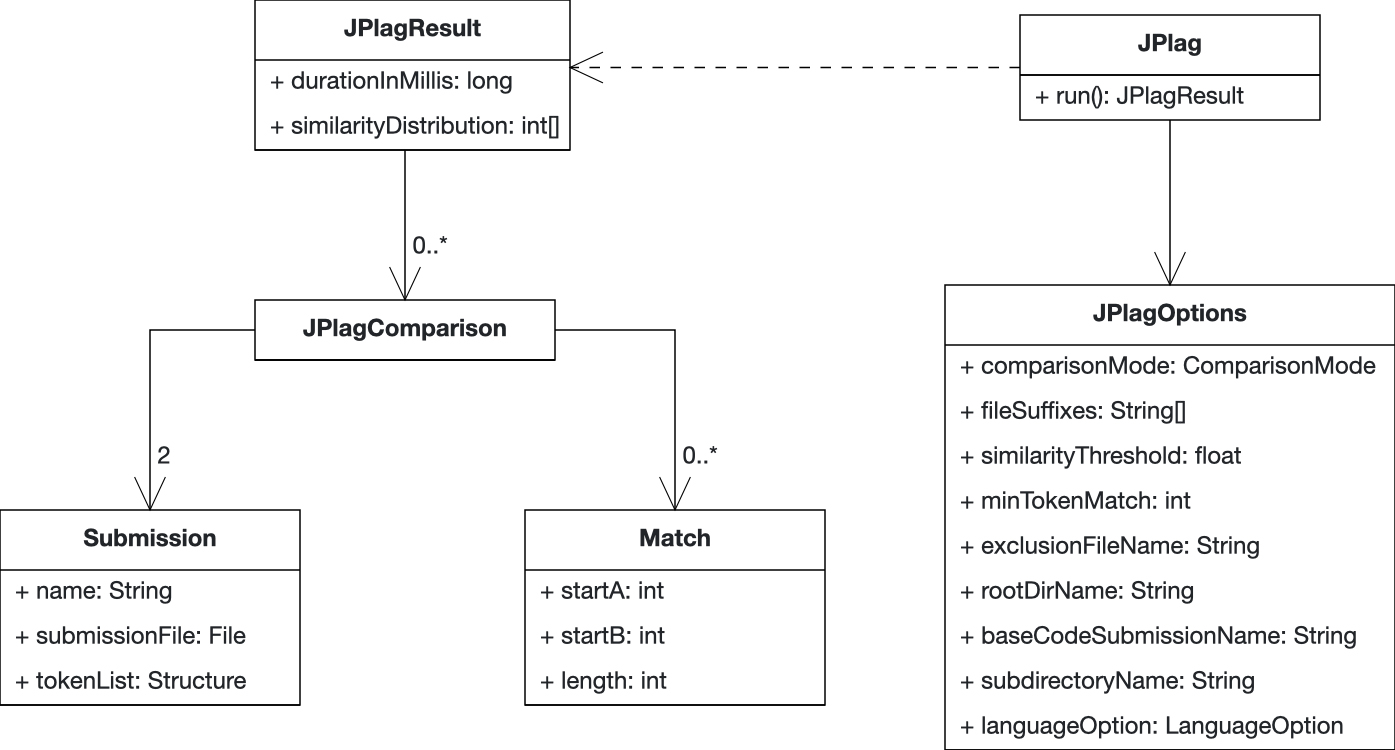 JPlagResult
+ durationInMillis: long
+ similarityDistribution: int[]
JPlag
+ run(): JPlagResult
0..*
JPlagComparison
2
0..*
JPlagOptions
+ comparisonMode: ComparisonMode
+ fileSuffixes: String[]
+ similarityThreshold: float
+ minTokenMatch: int
+ exclusionFileName: String
+ rootDirName: String
+ baseCodeSubmissionName: String
+ subdirectoryName: String
+ languageOption: LanguageOption
Submission
+ name: String
+ submissionFile: File
+ tokenList: Structure
Match
+ startA: int
+ startB: int
+ length: int